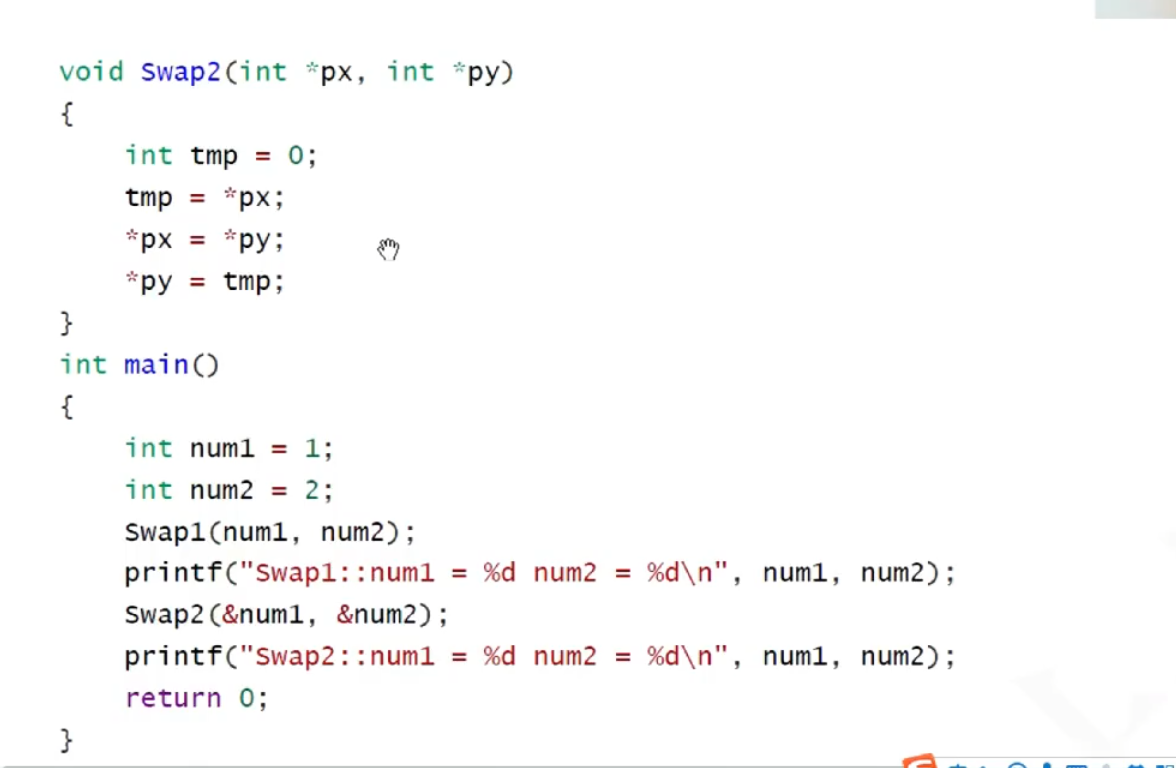 void Swap2(int *px, int *py)
{
    int tmp = 0;
    tmp = *px;
    *px = *py;
    *py = tmp;
}
int main()
{
    int num1 = 1;
    int num2 = 2;
    Swap1(num1, num2);
    printf("Swap1::num1 = %d num2 = %d\n", num1, num2);
    Swap2(&num1, &num2);
    printf("Swap2::num1 = %d num2 = %d\n", num1, num2);
    return 0;
}